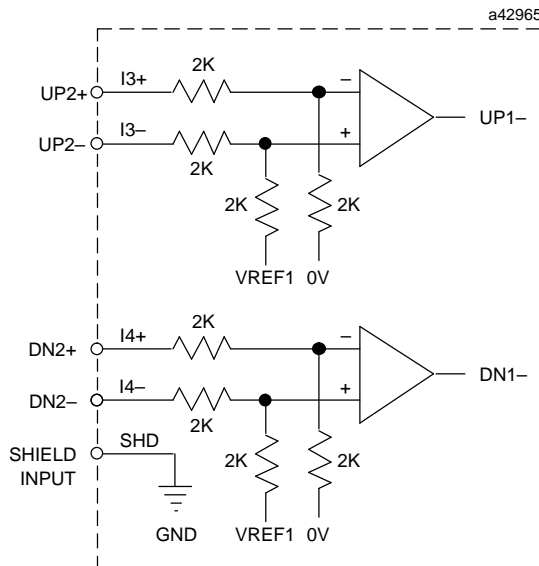 a42965
2K
UP2+ I3+
UP1–
UP2– I3–
2K
2K 2K
VREF1 0V
2K
DN2+ I4+
DN1–
DN2– I4–
2K
SHIELD
INPUT
SHD
2K 2K
GND
VREF1 0V
–
+
–
+